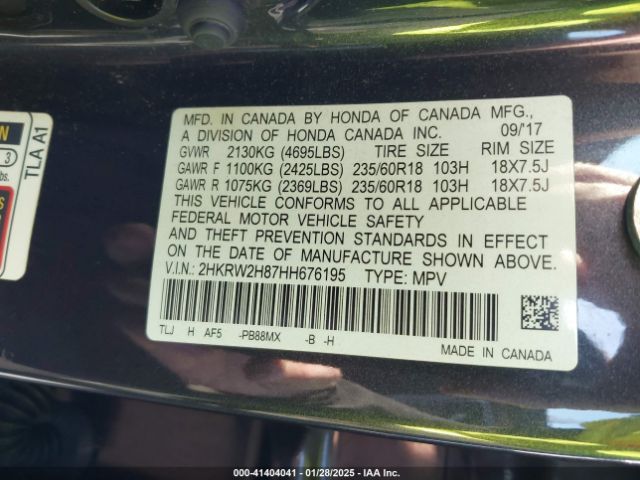 MFD. IN CANADA BY HONDA OF CANADA MFG.,
A DIVISION OF HONDA CANADA INC. 09/'17
GVWR 2130KG (4695LBS) TIRE SIZE RIM SIZE
GAWR F 1100KG (2425LBS) 235/60R18 103H 18X7.5J
GAWR R 1075KG (2369LBS) 235/60R18 103H 18X7.5J
THIS VEHICLE CONFORMS TO ALL APPLICABLE
FEDERAL MOTOR VEHICLE SAFETY
AND THEFT PREVENTION STANDARDS IN EFFECT
ON THE DATE OF MANUFACTURE SHOWN ABOVE.
V.I.N.: 2HKRW2H87HH676195 TYPE: MPV
TLJ H AF5 -PB88MX -B -H
MADE IN CANADA
TLA A1
3
000-41404041 | 01/28/2025 | IAA Inc.